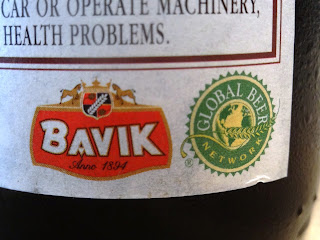 CAR OR OPERATE MACHINERY,
HEALTH PROBLEMS.
BAVIK
Anno 1894
GLOBAL BEER
NETWORK
®